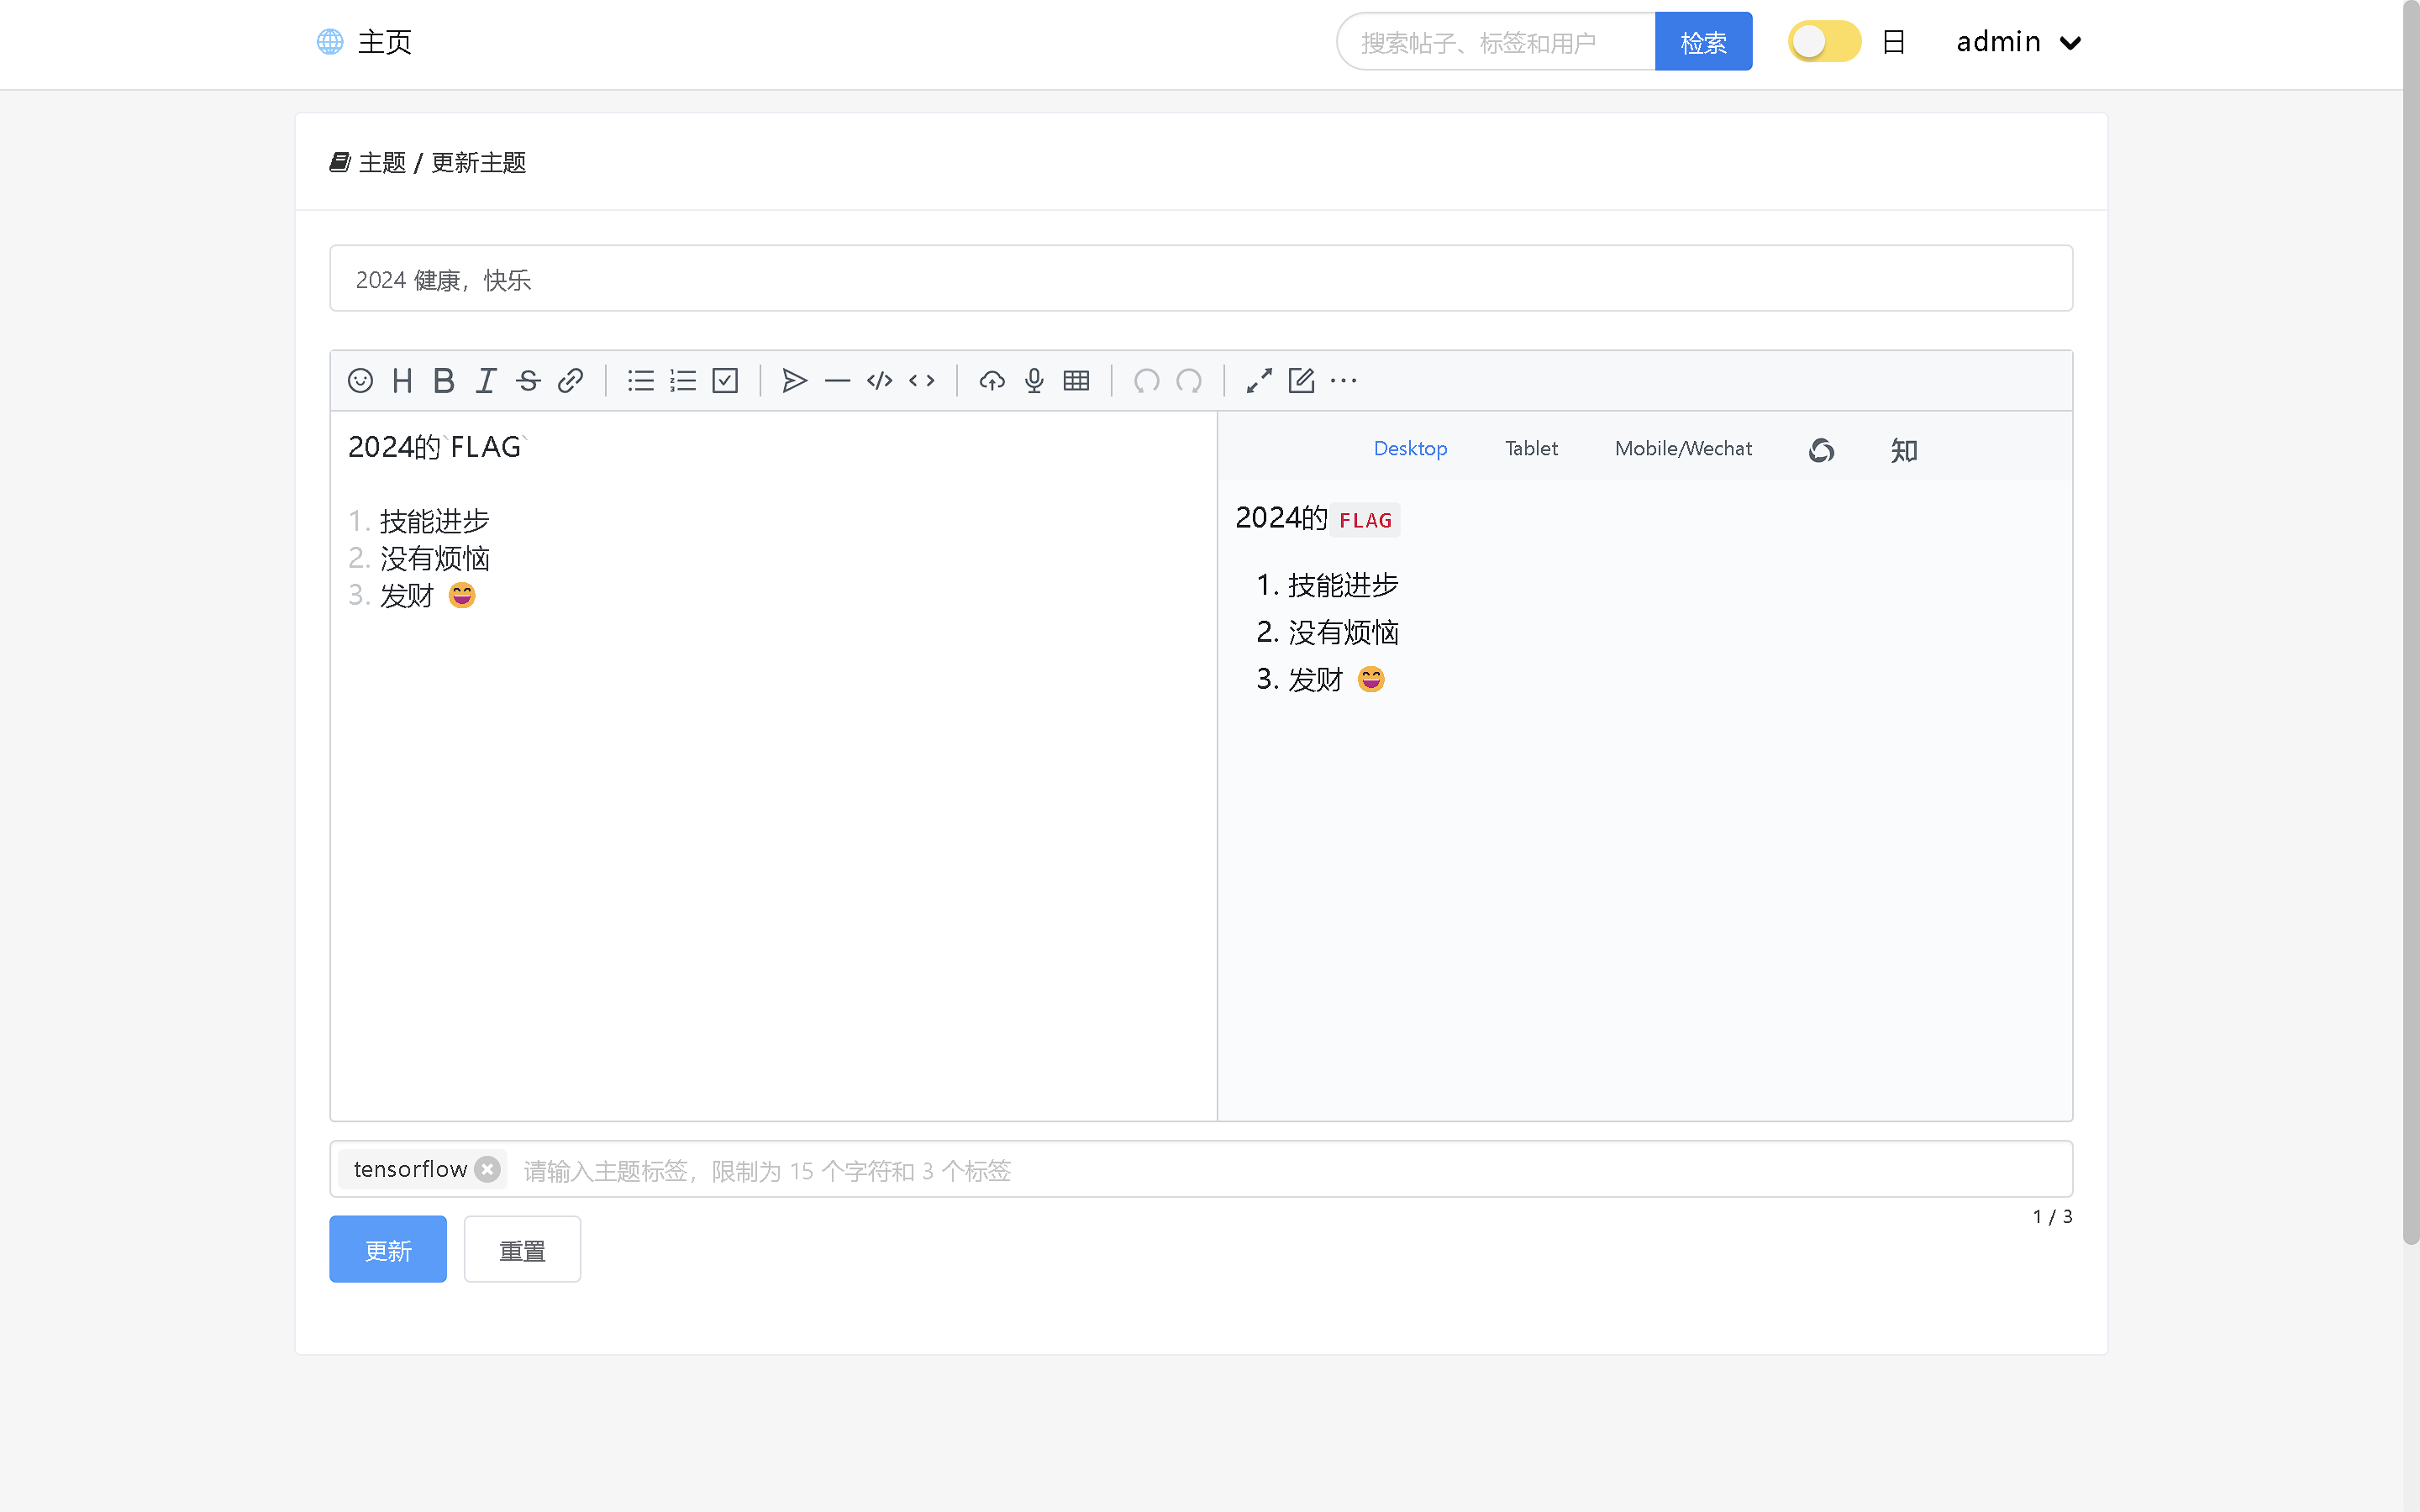 主页
搜索帖子、标签和用户 检索 日 admin
主题 / 更新主题
2024 健康，快乐
2024的`FLAG`
1. 技能进步
2. 没有烦恼
3. 发财 😄
Desktop Tablet Mobile/Wechat 知
2024的 FLAG
1. 技能进步
2. 没有烦恼
3. 发财 😄
tensorflow 请输入主题标签，限制为 15 个字符和 3 个标签
1 / 3
更新 重置